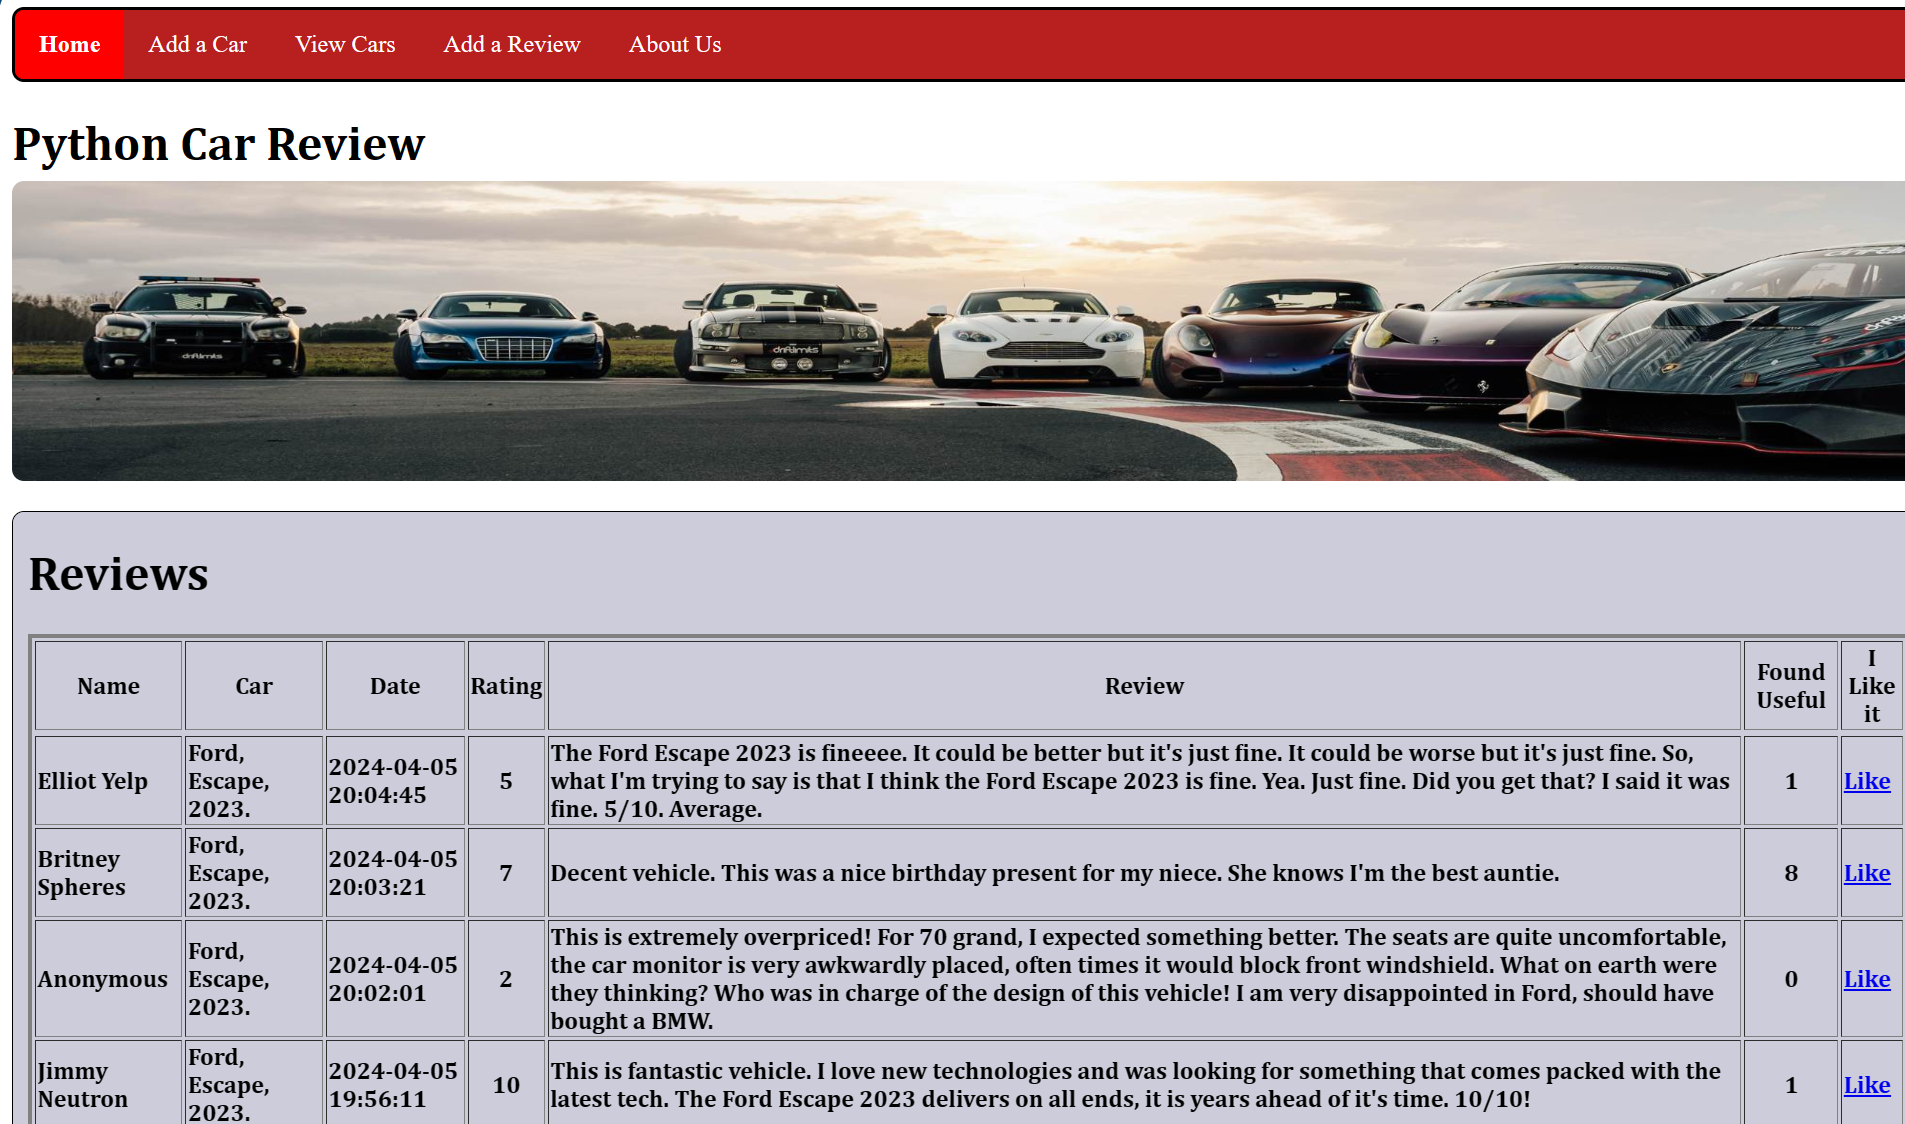 Home Add a Car View Cars Add a Review About Us
Python Car Review
driftlimits
driftlimits
Reviews
Name Car Date Rating Review Found Useful I Like it
Elliot Yelp
Ford, Escape, 2023.
2024-04-05 20:04:45
5
The Ford Escape 2023 is fineeee. It could be better but it's just fine. It could be worse but it's just fine. So,
what I'm trying to say is that I think the Ford Escape 2023 is fine. Yea. Just fine. Did you get that? I said it was
fine. 5/10. Average.
1
Like
Britney Spheres
Ford, Escape, 2023.
2024-04-05 20:03:21
7
Decent vehicle. This was a nice birthday present for my niece. She knows I'm the best auntie.
8
Like
Anonymous
Ford, Escape, 2023.
2024-04-05 20:02:01
2
This is extremely overpriced! For 70 grand, I expected something better. The seats are quite uncomfortable,
the car monitor is very awkwardly placed, often times it would block front windshield. What on earth were
they thinking? Who was in charge of the design of this vehicle! I am very disappointed in Ford, should have
bought a BMW.
0
Like
Jimmy Neutron
Ford, Escape, 2023.
2024-04-05 19:56:11
10
This is fantastic vehicle. I love new technologies and was looking for something that comes packed with the
latest tech. The Ford Escape 2023 delivers on all ends, it is years ahead of it's time. 10/10!
1
Like